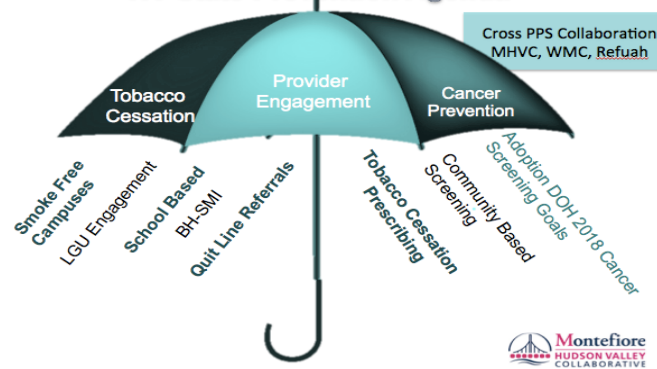 Cross PPS Collaboration
MHVC, WMC, Refuah
Tobacco
Cessation
Provider
Engagement
Cancer
Prevention
Smoke Free
Campuses
LGU Engagement
School Based
BH-SMI
Quit Line Referrals
Tobacco Cessation
Prescribing
Community Based
Screening
Adoption DOH 2018 Cancer
Screening Goals
Montefiore
HUDSON VALLEY
COLLABORATIVE